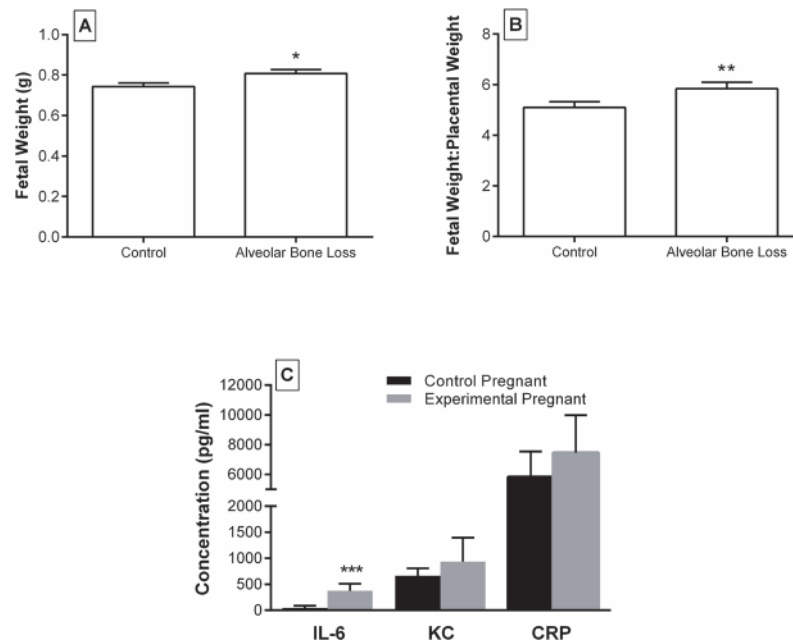 A
Fetal Weight (g)
1.0
0.8
0.6
0.4
0.2
0.0
*
Control
Alveolar Bone Loss
B
Fetal Weight:Placental Weight
8
6
4
2
0
**
Control
Alveolar Bone Loss
C
Control Pregnant
Experimental Pregnant
Concentration (pg/ml)
12000
10000
8000
6000
2000
1500
1000
500
0
***
IL-6
KC
CRP